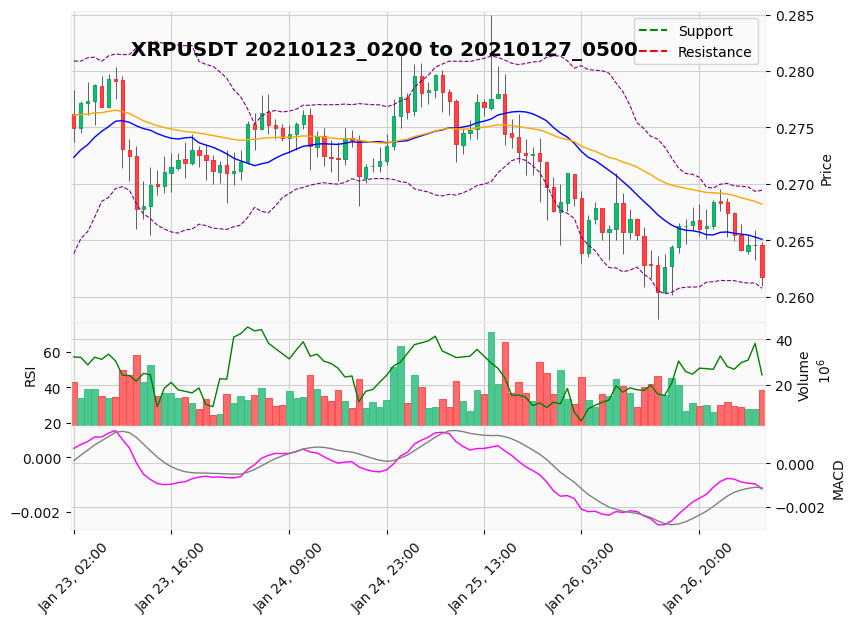 XRPUSDT 20210123_0200 to 20210127_0500
Support
Resistance
0.285
0.280
0.275
0.270
0.265
0.260
Price
60
40
20
RSI
40
20
Volume
10⁶
0.000
−0.002
0.000
−0.002
MACD
Jan 23, 02:00
Jan 23, 16:00
Jan 24, 09:00
Jan 24, 23:00
Jan 25, 13:00
Jan 26, 03:00
Jan 26, 20:00